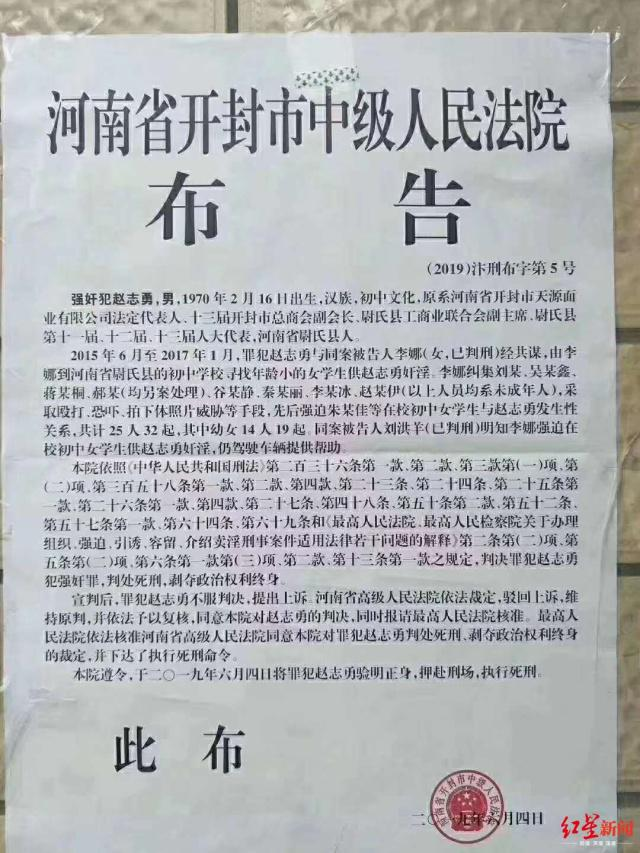 河南省开封市中级人民法院
布告
(2019)汴刑布字第5号
强奸犯赵志勇,男,1970年2月16日出生,汉族,初中文化,原系河南省开封市天源面
业有限公司法定代表人、十三届开封市总商会副会长、尉氏县工商业联合会副主席、尉氏县
第十一届、十二届、十三届人大代表,河南省尉氏县人。
2015年6月至2017年1月,罪犯赵志勇与同案被告人李娜(女,已判刑)经共谋,由李
娜到河南省尉氏县的初中学校寻找年龄小的女学生供赵志勇奸淫。李娜纠集刘某、吴某鑫、
蒋某桐、郝某(均另案处理)、谷某静、秦某丽、李某冰、赵某伊(以上人员均系未成年人),采
取殴打、恐吓、拍下体照片威胁等手段,先后强迫朱某佳等在校初中女学生与赵志勇发生性
关系,共计25人32起,其中幼女14人19起。同案被告人刘洪洋(已判刑)明知李娜强迫在
校初中女学生供赵志勇奸淫,仍驾驶车辆提供帮助。
本院依照《中华人民共和国刑法》第二百三十六条第一款、第二款、第三款第(一)项、第
(二)项、第三百五十八条第一款、第二款、第四款、第二十三条、第二十四条、第二十五条第
一款、第二十六条第一款、第四款、第二十七条、第四十八条、第五十条第二款、第五十二条、
第五十七条第一款、第六十四条、第六十九条和《最高人民法院、最高人民检察院关于办理
组织、强迫、引诱、容留、介绍卖淫刑事案件适用法律若干问题的解释》第二条第(二)项、第
五条第(二)项、第六条第一款第(三)项、第二款、第十三条第一款之规定,判决罪犯赵志勇
犯强奸罪,判处死刑,剥夺政治权利终身。
宣判后,罪犯赵志勇不服判决,提出上诉。河南省高级人民法院依法裁定,驳回上诉,维
持原判,并依法予以复核,同意本院对赵志勇的判决,同时报请最高人民法院核准。最高人
民法院依法核准河南省高级人民法院同意本院对罪犯赵志勇判处死刑、剥夺政治权利终身
的裁定,并下达了执行死刑命令。
本院遵令,于二〇一九年六月四日将罪犯赵志勇验明正身,押赴刑场,执行死刑。
此布
河南省开封市中级人民法院
二〇一九年六月四日
红星新闻